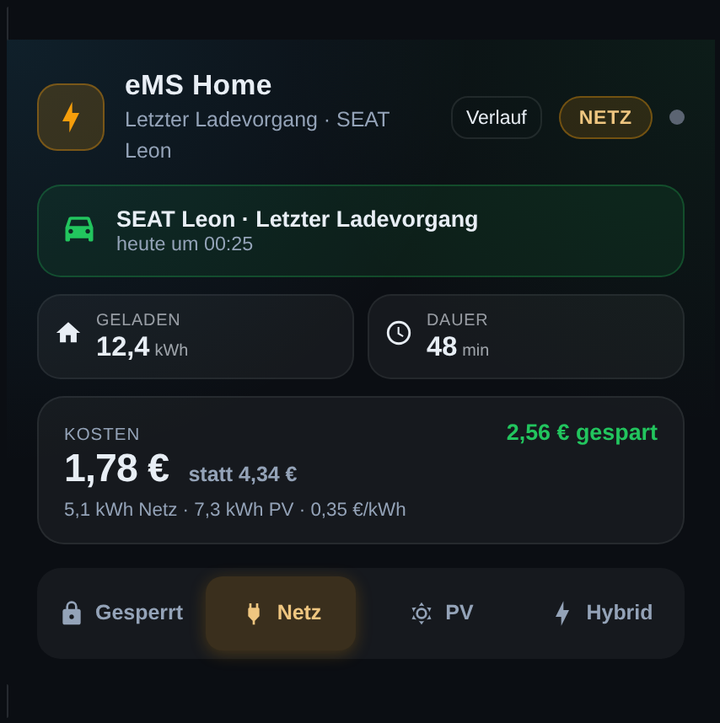 eMS Home
Letzter Ladevorgang · SEAT
Leon
Verlauf
NETZ
SEAT Leon · Letzter Ladevorgang
heute um 00:25
GELADEN
12,4 kWh
DAUER
48 min
KOSTEN
2,56 € gespart
1,78 € statt 4,34 €
5,1 kWh Netz · 7,3 kWh PV · 0,35 €/kWh
Gesperrt
Netz
PV
Hybrid